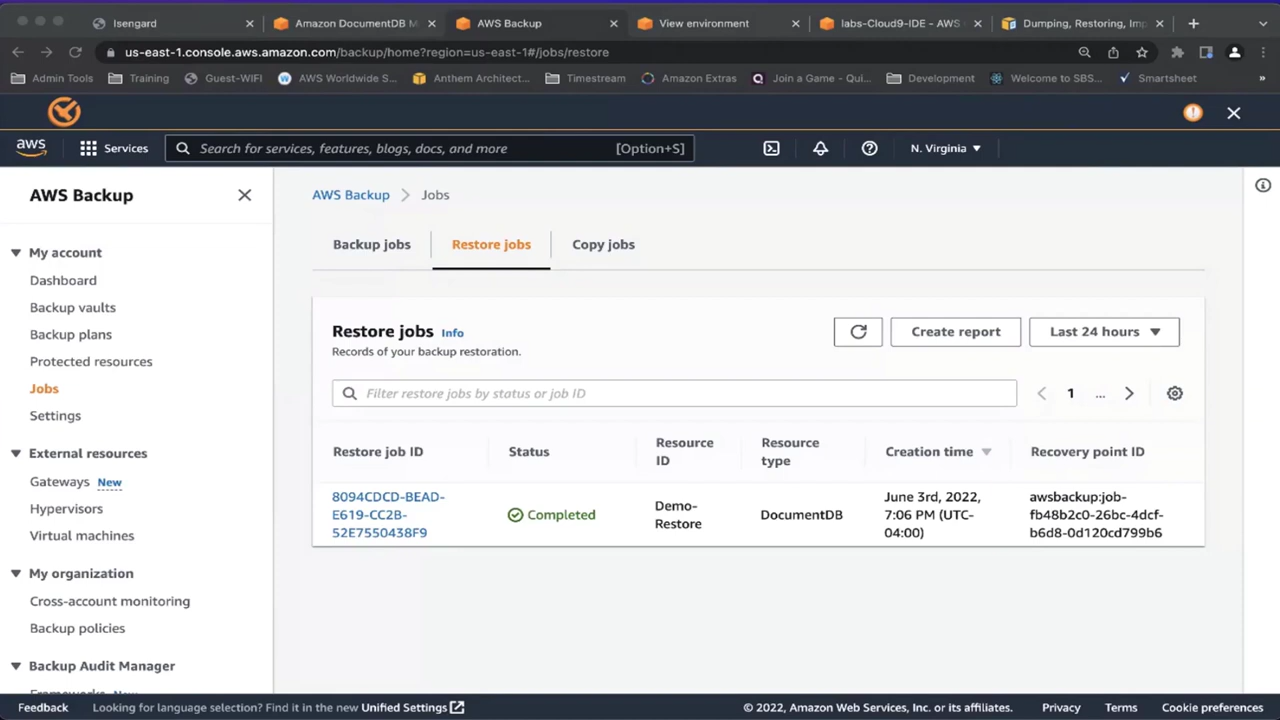 Isengard
Amazon DocumentDB M
AWS Backup
View environment
labs-Cloud9-IDE - AWS
Dumping, Restoring, Imp
us-east-1.console.aws.amazon.com/backup/home?region=us-east-1#/jobs/restore
Admin Tools
Training
Guest-WIFI
AWS Worldwide S...
Anthem Architect...
Timestream
Amazon Extras
Join a Game - Qui...
Development
Welcome to SBS...
Smartsheet
»
aws
Services
Search for services, features, blogs, docs, and more
[Option+S]
N. Virginia
AWS Backup
My account
Dashboard
Backup vaults
Backup plans
Protected resources
Jobs
Settings
External resources
Gateways New
Hypervisors
Virtual machines
My organization
Cross-account monitoring
Backup policies
Backup Audit Manager
Frameworks New
AWS Backup
Jobs
Backup jobs
Restore jobs
Copy jobs
Restore jobs Info
Records of your backup restoration.
Create report
Last 24 hours
Filter restore jobs by status or job ID
1
...
Restore job ID
Status
Resource
ID
Resource
type
Creation time
Recovery point ID
8094CDCD-BEAD-
E619-CC2B-
52E7550438F9
Completed
Demo-
Restore
DocumentDB
June 3rd, 2022,
7:06 PM (UTC-
04:00)
awsbackup:job-
fb48b2c0-26bc-4dcf-
b6d8-0d120cd799b6
Feedback
Looking for language selection? Find it in the new Unified Settings
© 2022, Amazon Web Services, Inc. or its affiliates.
Privacy
Terms
Cookie preferences